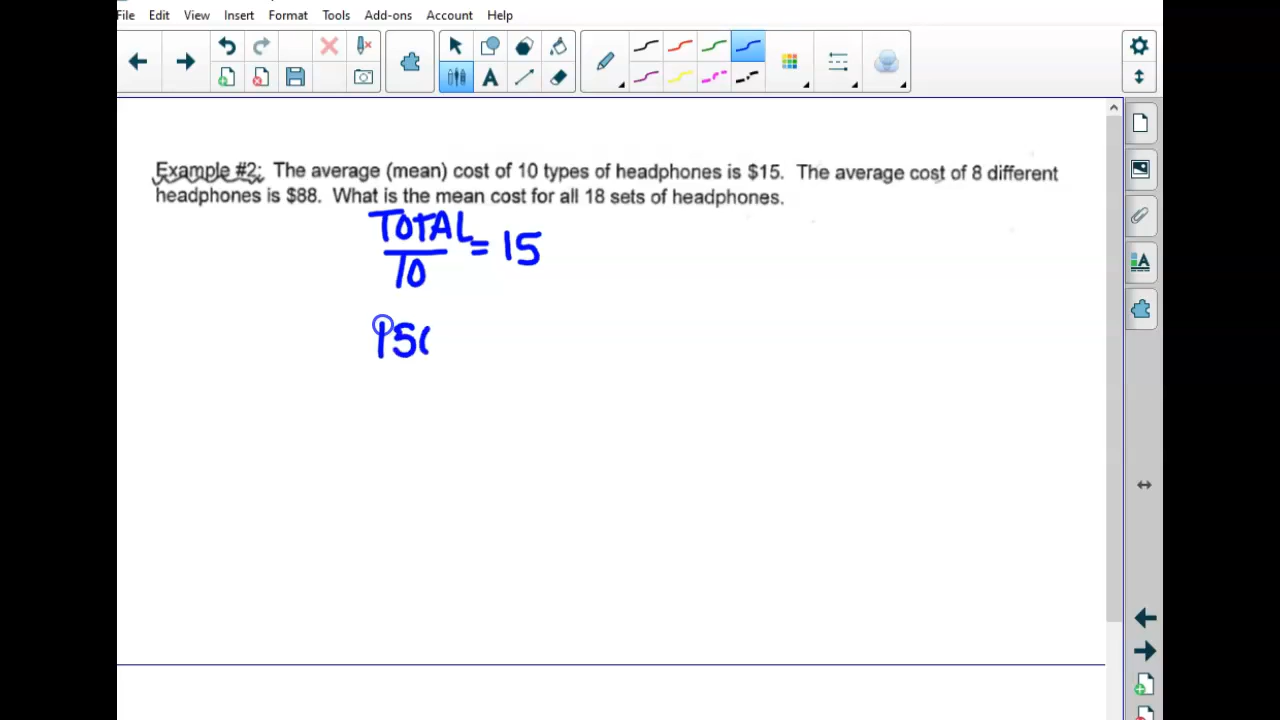 File Edit View Insert Format Tools Add-ons Account Help
Example #2: The average (mean) cost of 10 types of headphones is $15. The average cost of 8 different
headphones is $88. What is the mean cost for all 18 sets of headphones.
TOTAL
= 15
10
15(